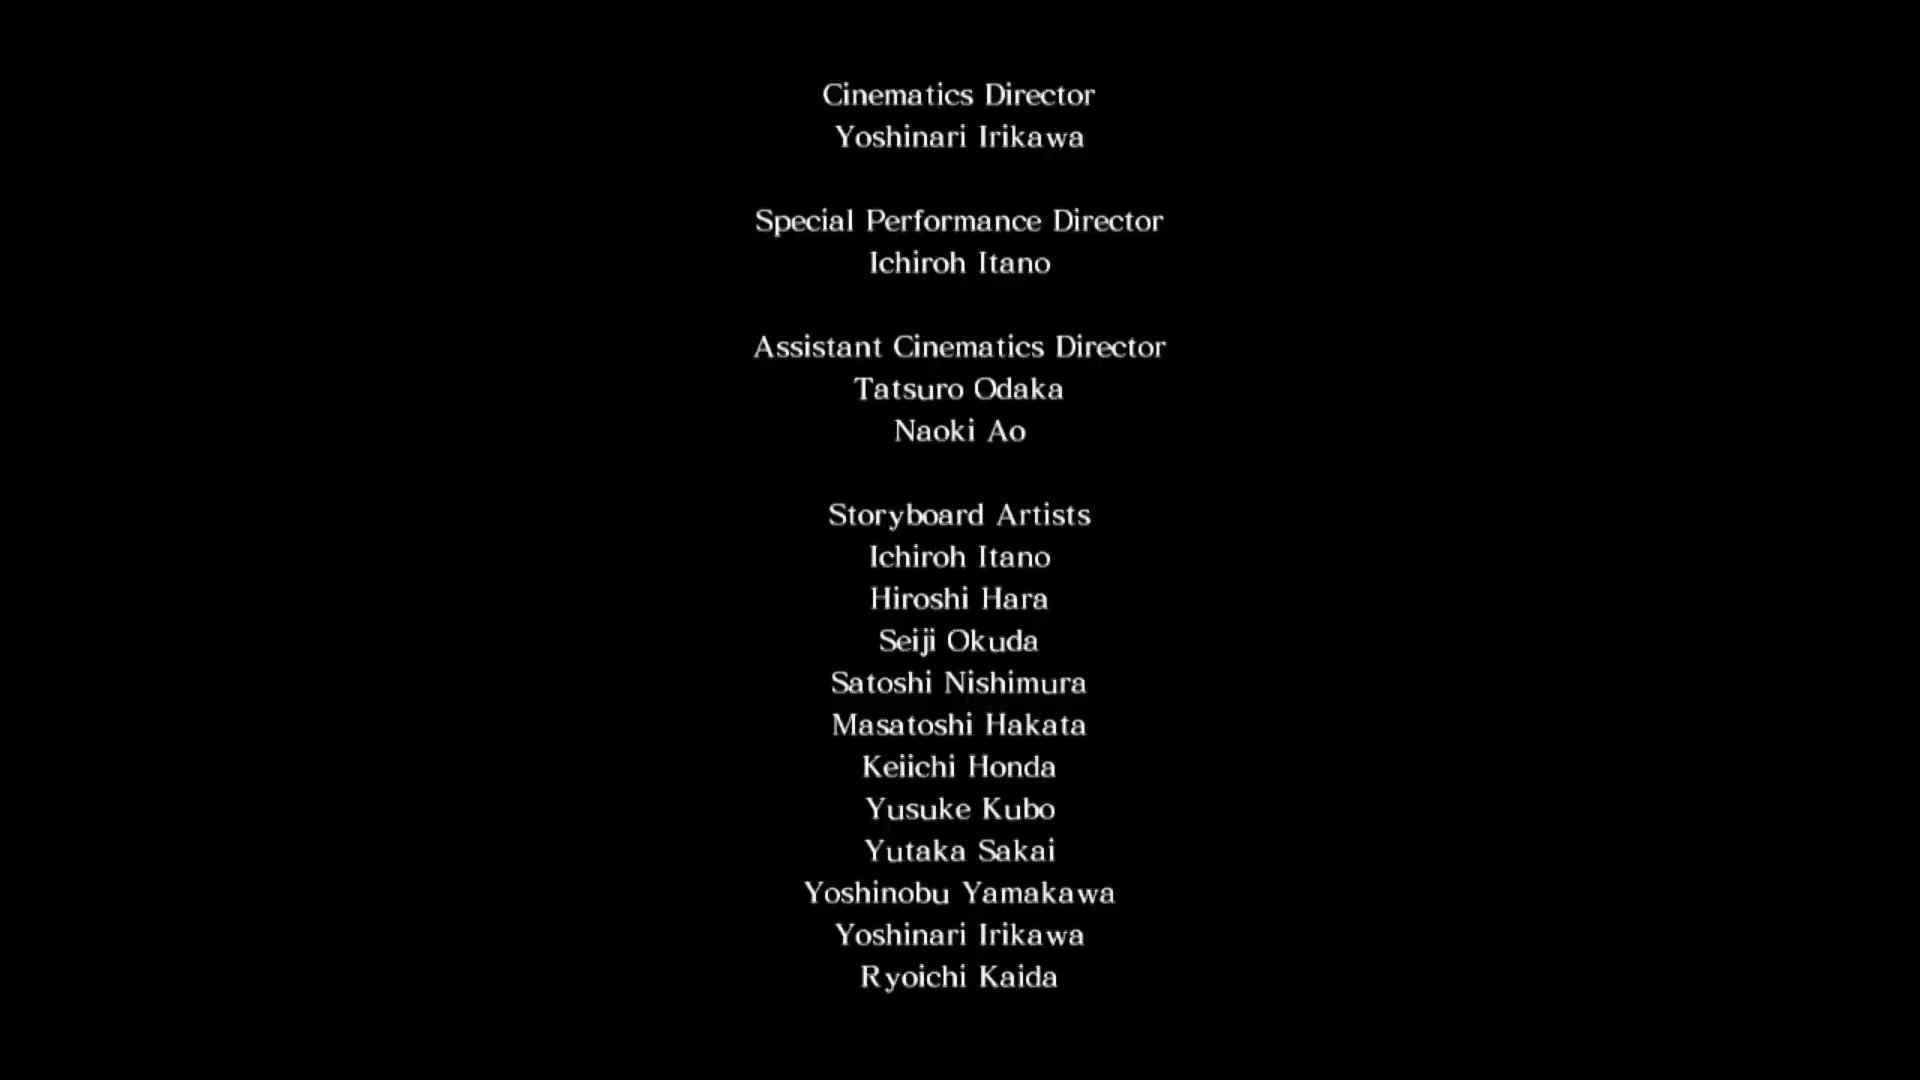 Cinematics Director
Yoshinari Irikawa
Special Performance Director
Ichiroh Itano
Assistant Cinematics Director
Tatsuro Odaka
Naoki Ao
Storyboard Artists
Ichiroh Itano
Hiroshi Hara
Seiji Okuda
Satoshi Nishimura
Masatoshi Hakata
Keiichi Honda
Yusuke Kubo
Yutaka Sakai
Yoshinobu Yamakawa
Yoshinari Irikawa
Ryoichi Kaida